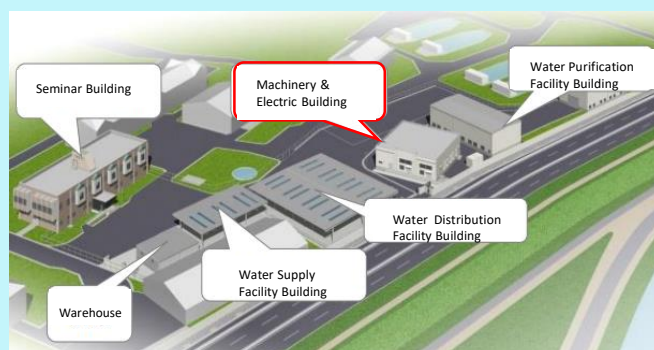 Seminar Building
Machinery &
Electric Building
Water Purification
Facility Building
Water Distribution
Facility Building
Water Supply
Facility Building
Warehouse